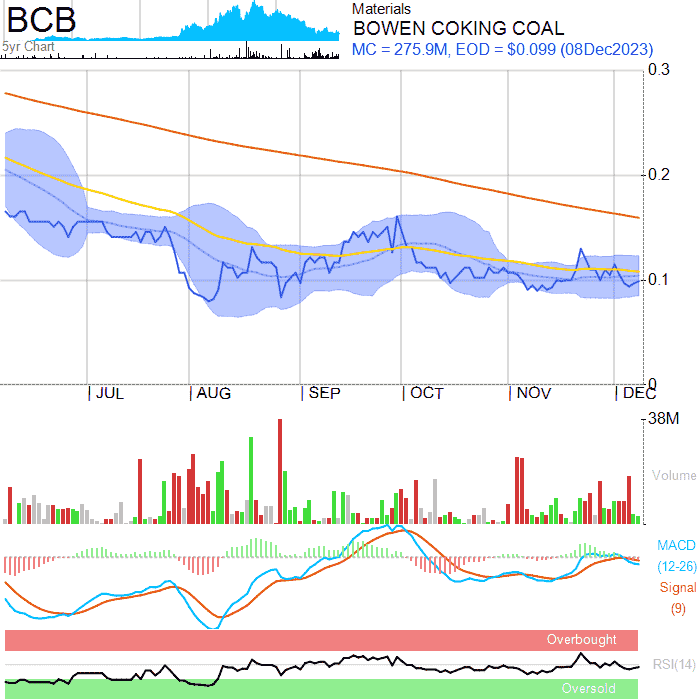 BCB
5yr Chart
Materials
BOWEN COKING COAL
MC = 275.9M, EOD = $0.099 (08Dec2023)
0.3
0.2
0.1
0
JUL AUG SEP OCT NOV DEC
38M
Volume
MACD
(12-26)
Signal
(9)
Overbought
RSI(14)
Oversold